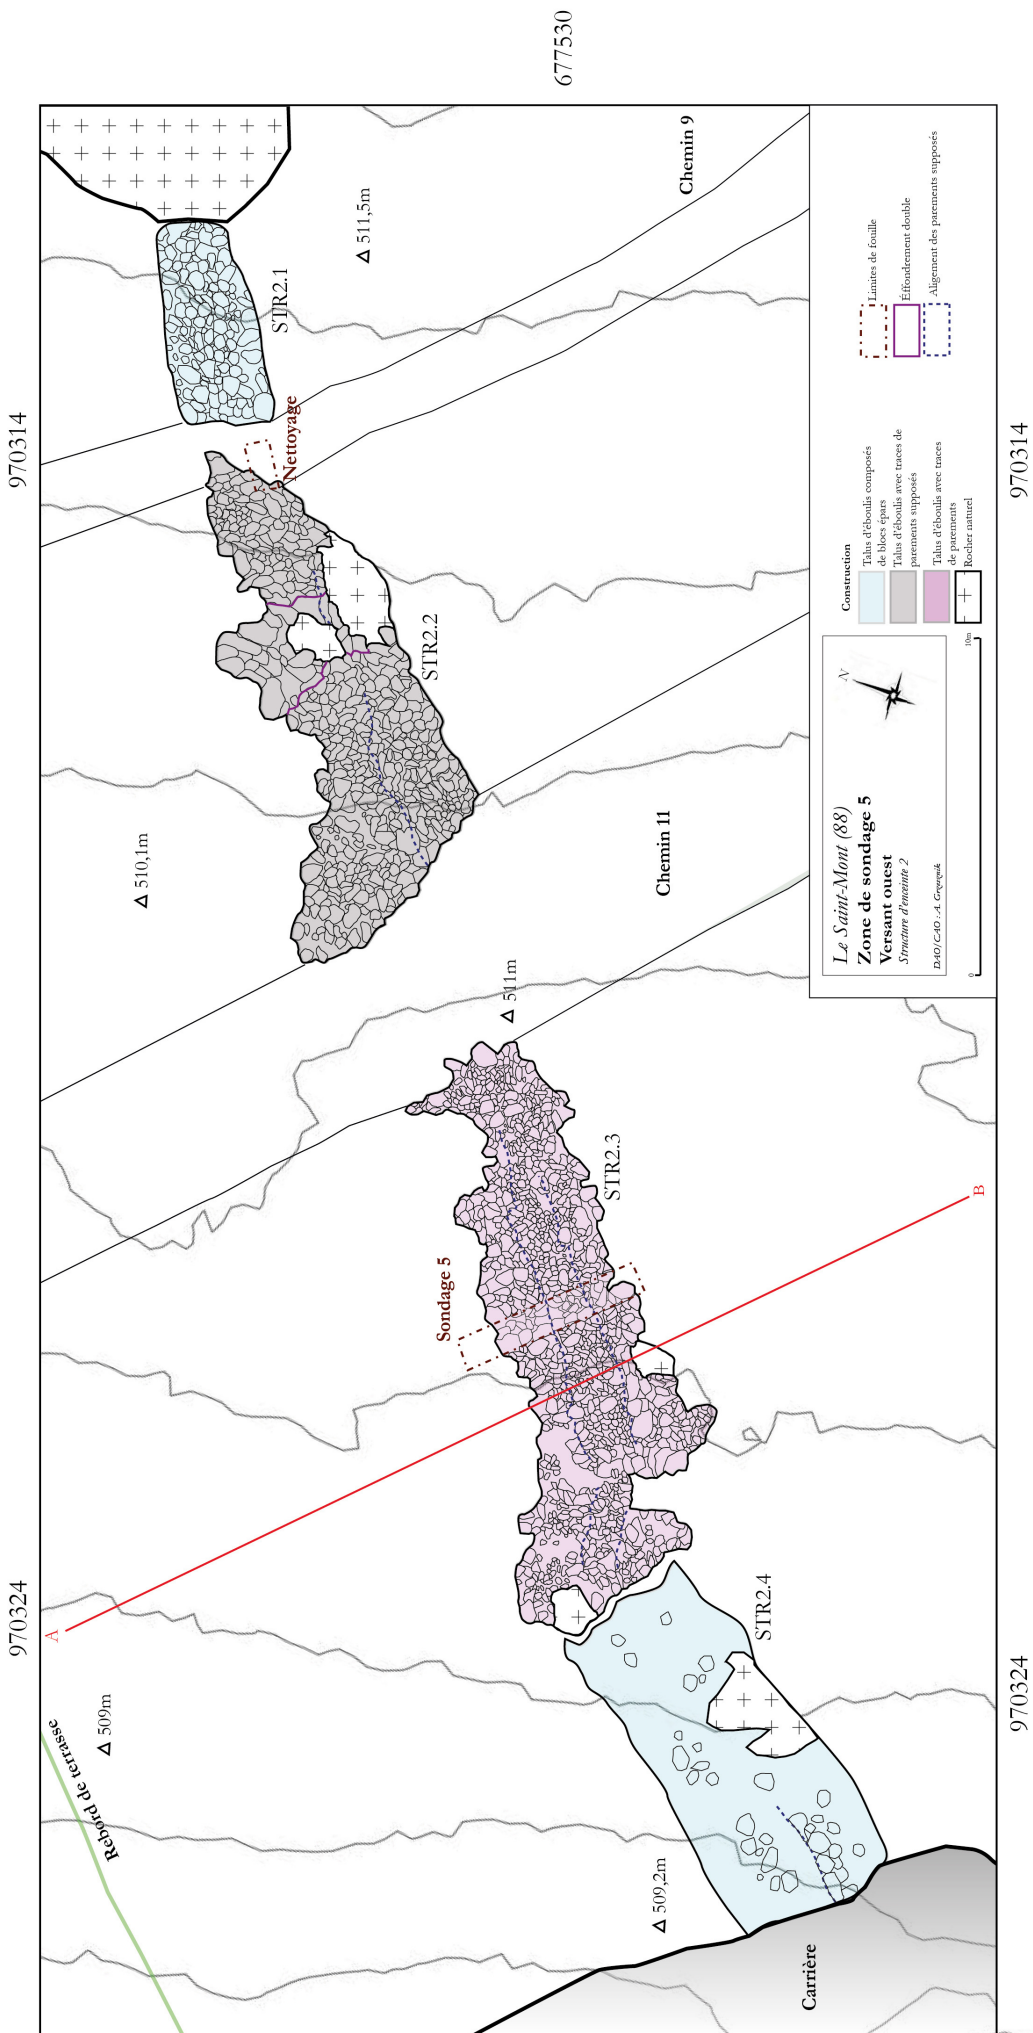 677530
970314
970314
970324
970324
Chemin 9
511,5m
STR2.1
Nettoyage
STR2.2
510,1m
Chemin 11
511m
STR2.3
Sondage 5
A
B
STR2.4
509m
Rebord de terrasse
509,2m
Carrière
Le Saint-Mont (88)
Zone de sondage 5
Versant ouest
Structure d'enceinte 2
DAO/CAO : A.
N
0
10m
Construction
Talus d'éboulis composés
de blocs épars
Talus d'éboulis avec traces de
parements supposés
Talus d'éboulis avec traces
de parements
Rocher naturel
Limites de fouille
Éffondrement double
Aligement des parements supposés